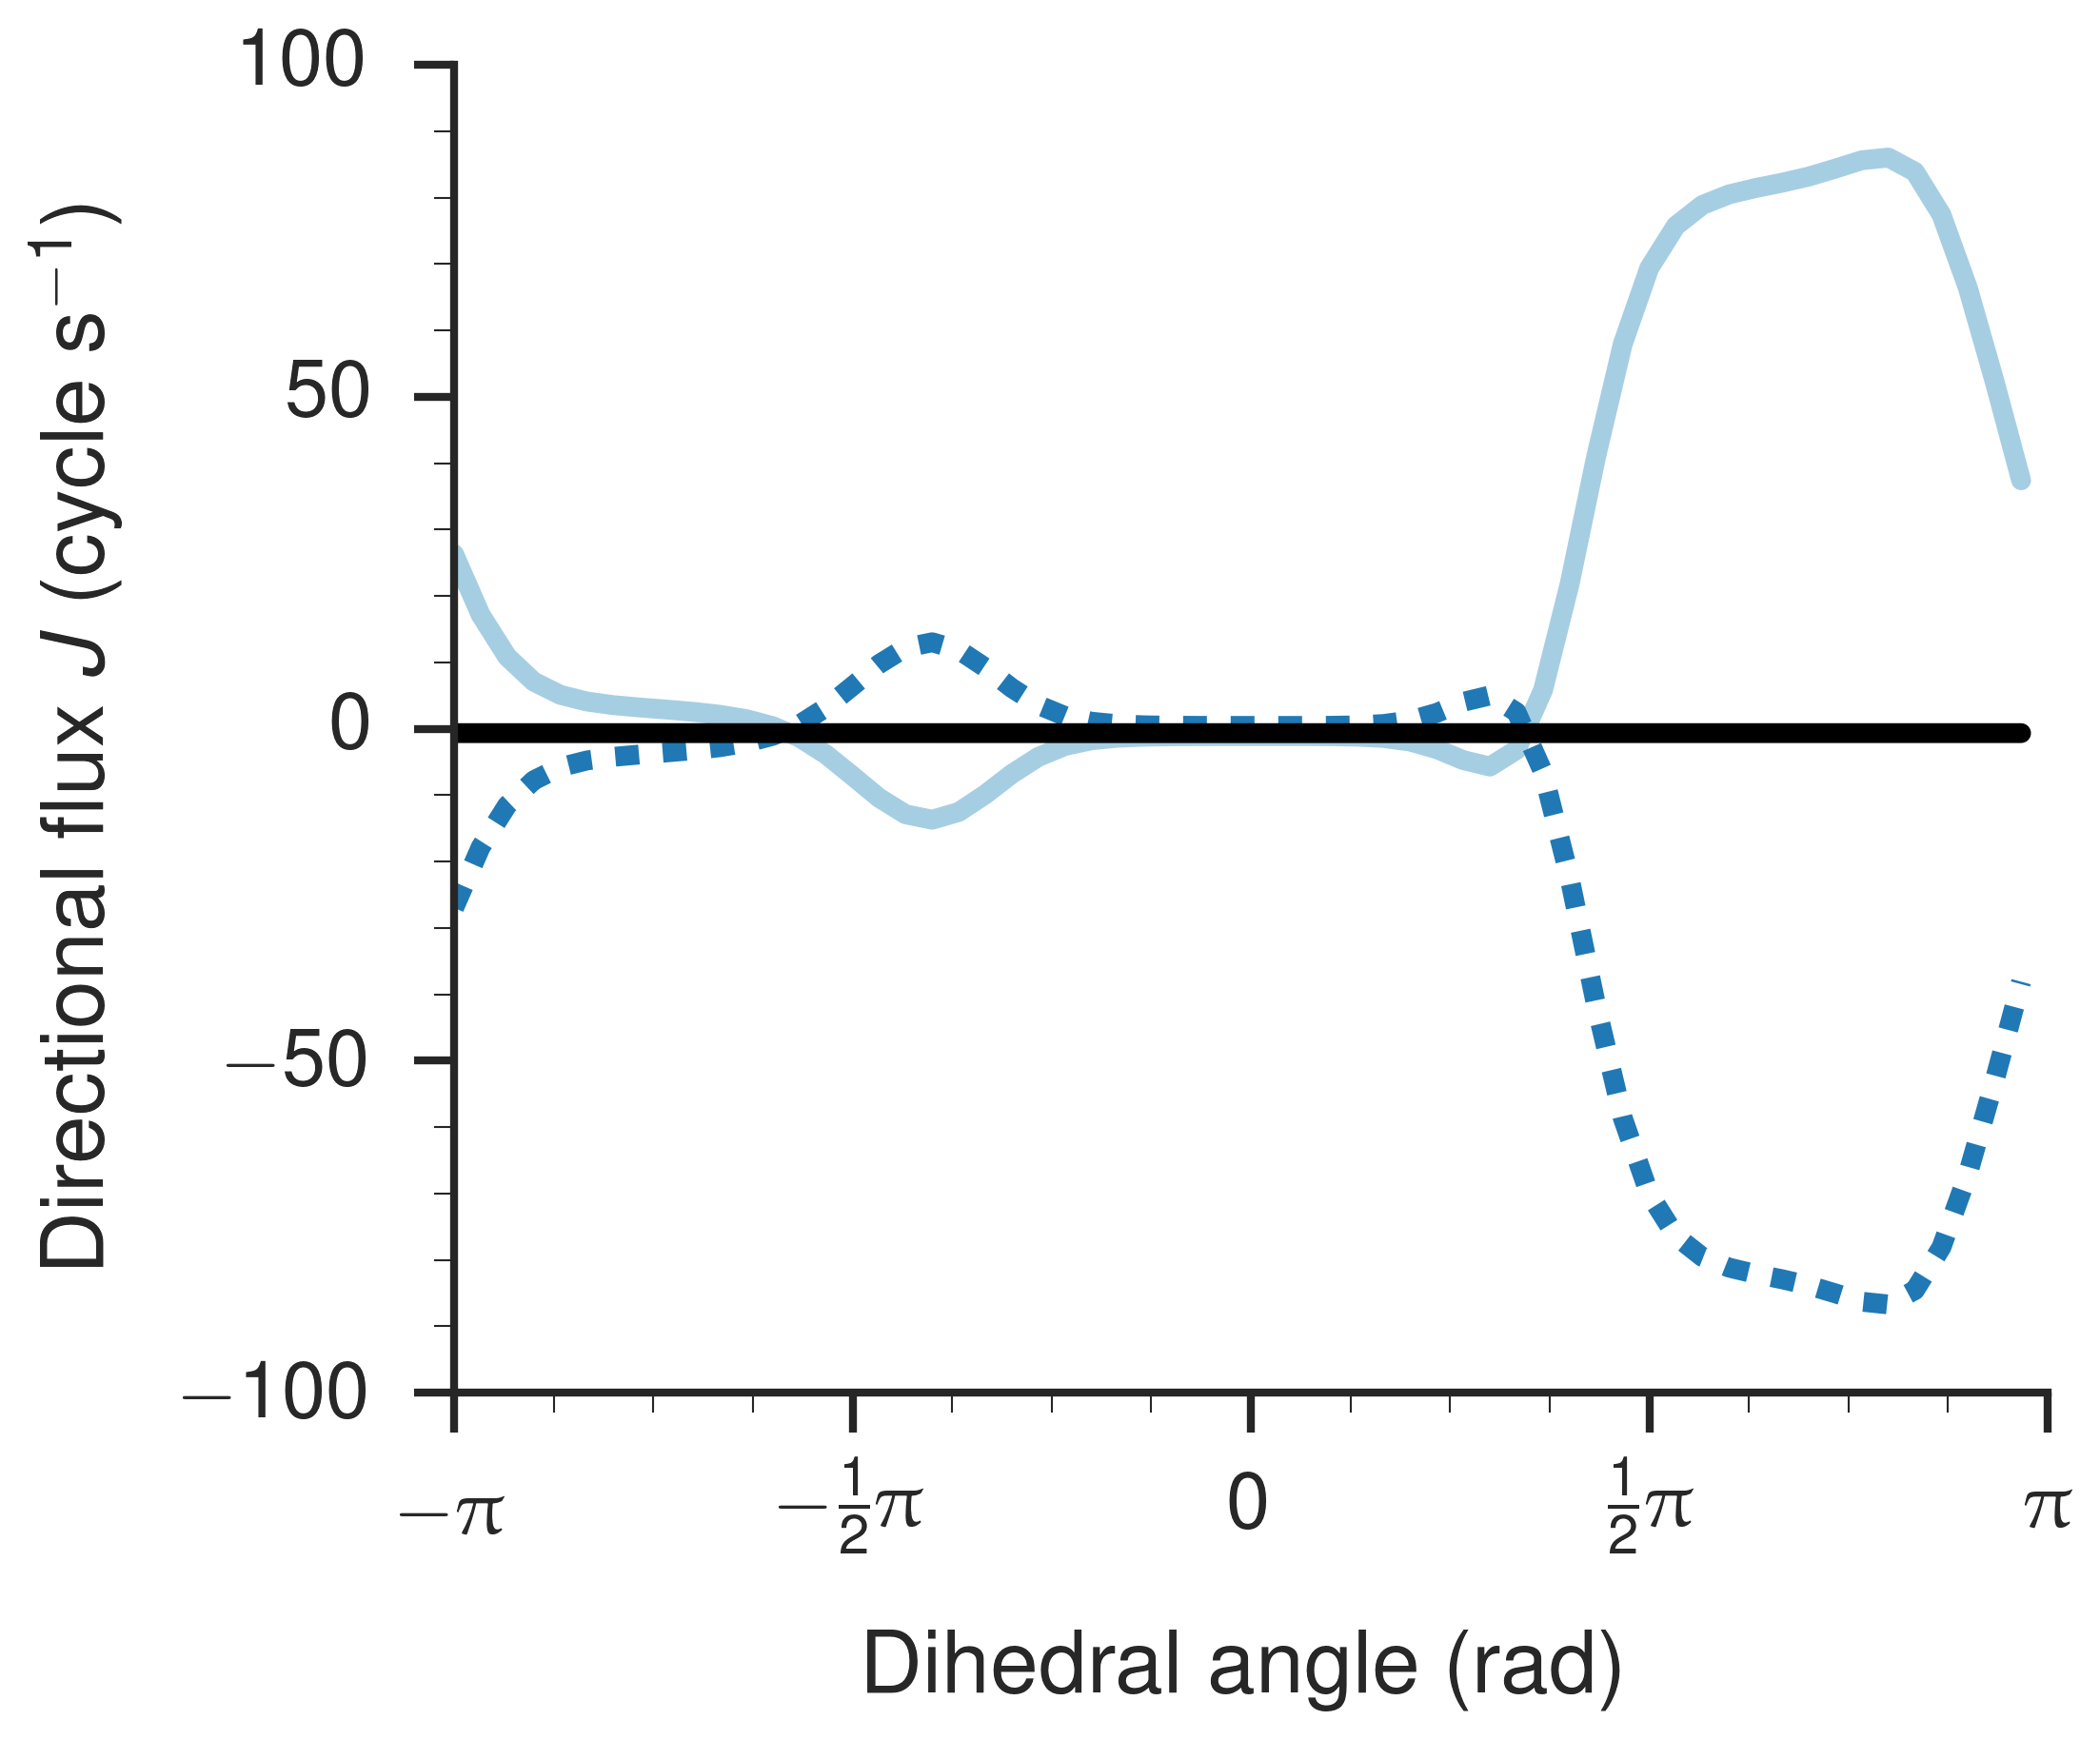 100
50
0
−50
−100
Directional flux J (cycle s⁻¹)
−π
−½π
0
½π
π
Dihedral angle (rad)